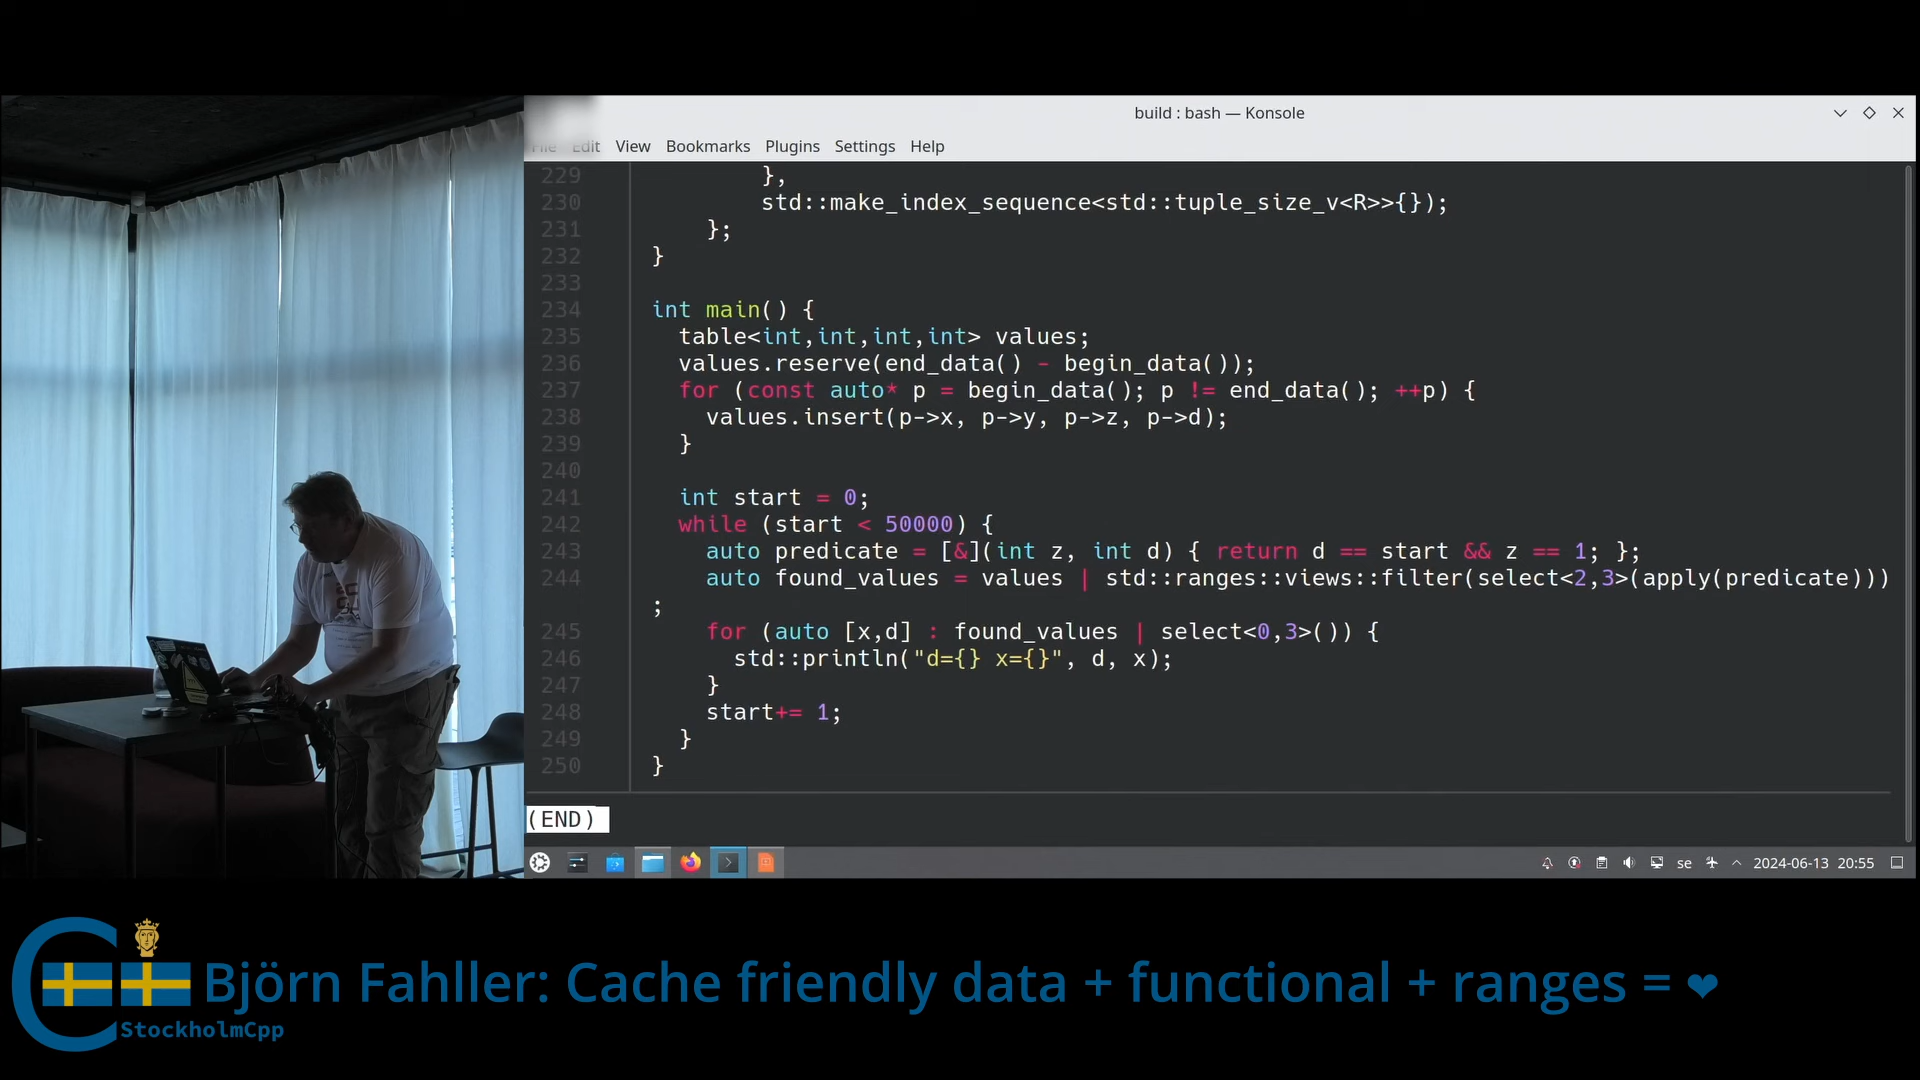 build : bash — Konsole
File Edit View Bookmarks Plugins Settings Help
229 },
230 std::make_index_sequence<std::tuple_size_v<R>>{});
231 };
232 }
233
234 int main() {
235 table<int,int,int,int> values;
236 values.reserve(end_data() - begin_data());
237 for (const auto* p = begin_data(); p != end_data(); ++p) {
238 values.insert(p->x, p->y, p->z, p->d);
239 }
240
241 int start = 0;
242 while (start < 50000) {
243 auto predicate = [&](int z, int d) { return d == start && z == 1; };
244 auto found_values = values | std::ranges::views::filter(select<2,3>(apply(predicate)))
;
245 for (auto [x,d] : found_values | select<0,3>()) {
246 std::println("d={} x={}", d, x);
247 }
248 start+= 1;
249 }
250 }
(END)
se 2024-06-13 20:55
Björn Fahller: Cache friendly data + functional + ranges = ❤
StockholmCpp